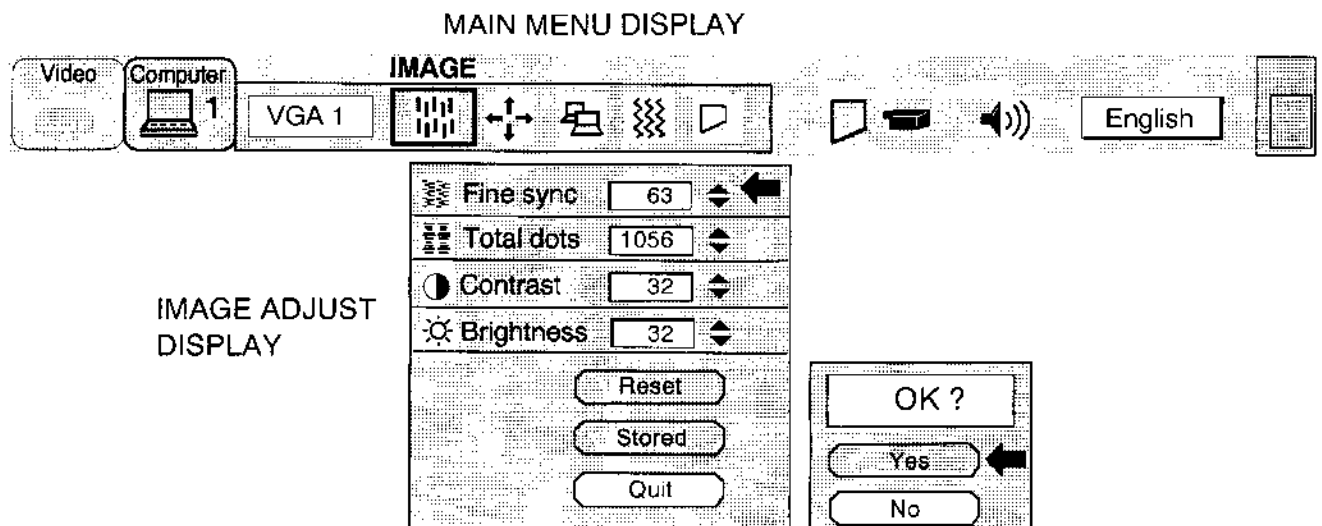 MAIN MENU DISPLAY
Video
Computer
1
VGA 1
IMAGE
English
Fine sync 63
Total dots 1056
Contrast 32
Brightness 32
IMAGE ADJUST
DISPLAY
Reset
Stored
Quit
OK ?
Yes
No